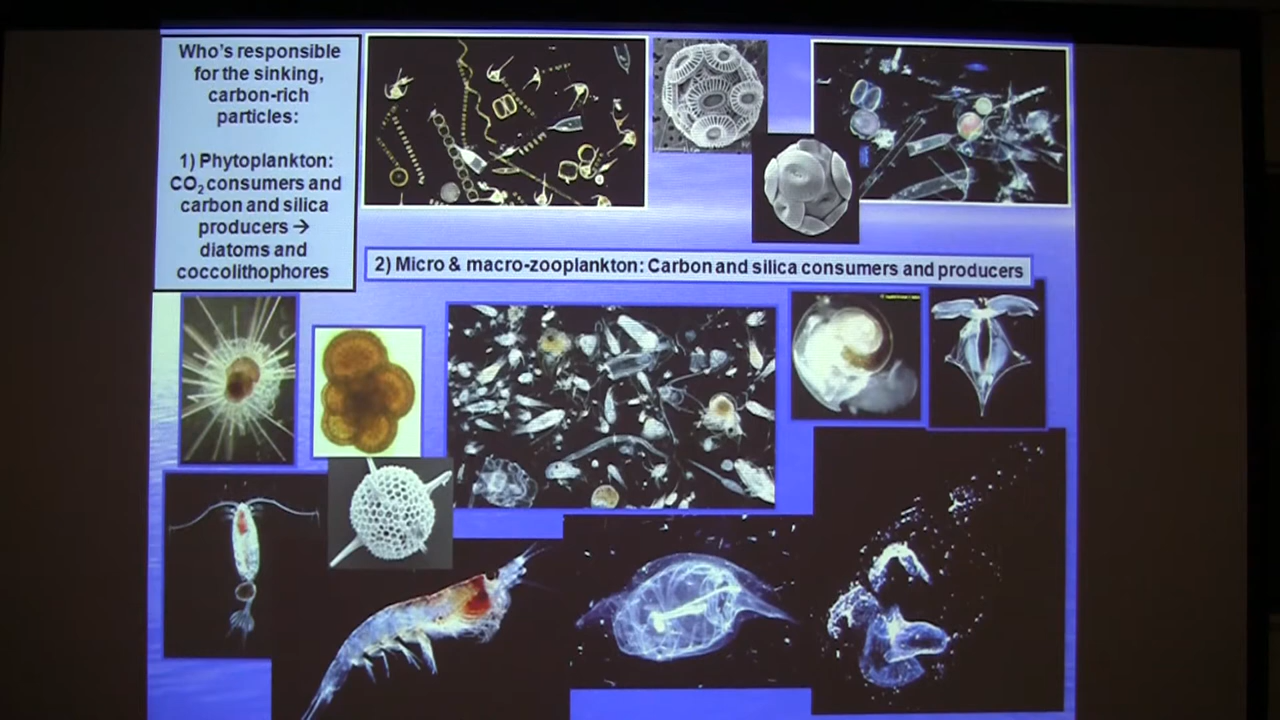 Who's responsible
for the sinking,
carbon-rich
particles:
1) Phytoplankton:
CO₂ consumers and
carbon and silica
producers →
diatoms and
coccolithophores
2) Micro & macro-zooplankton: Carbon and silica consumers and producers